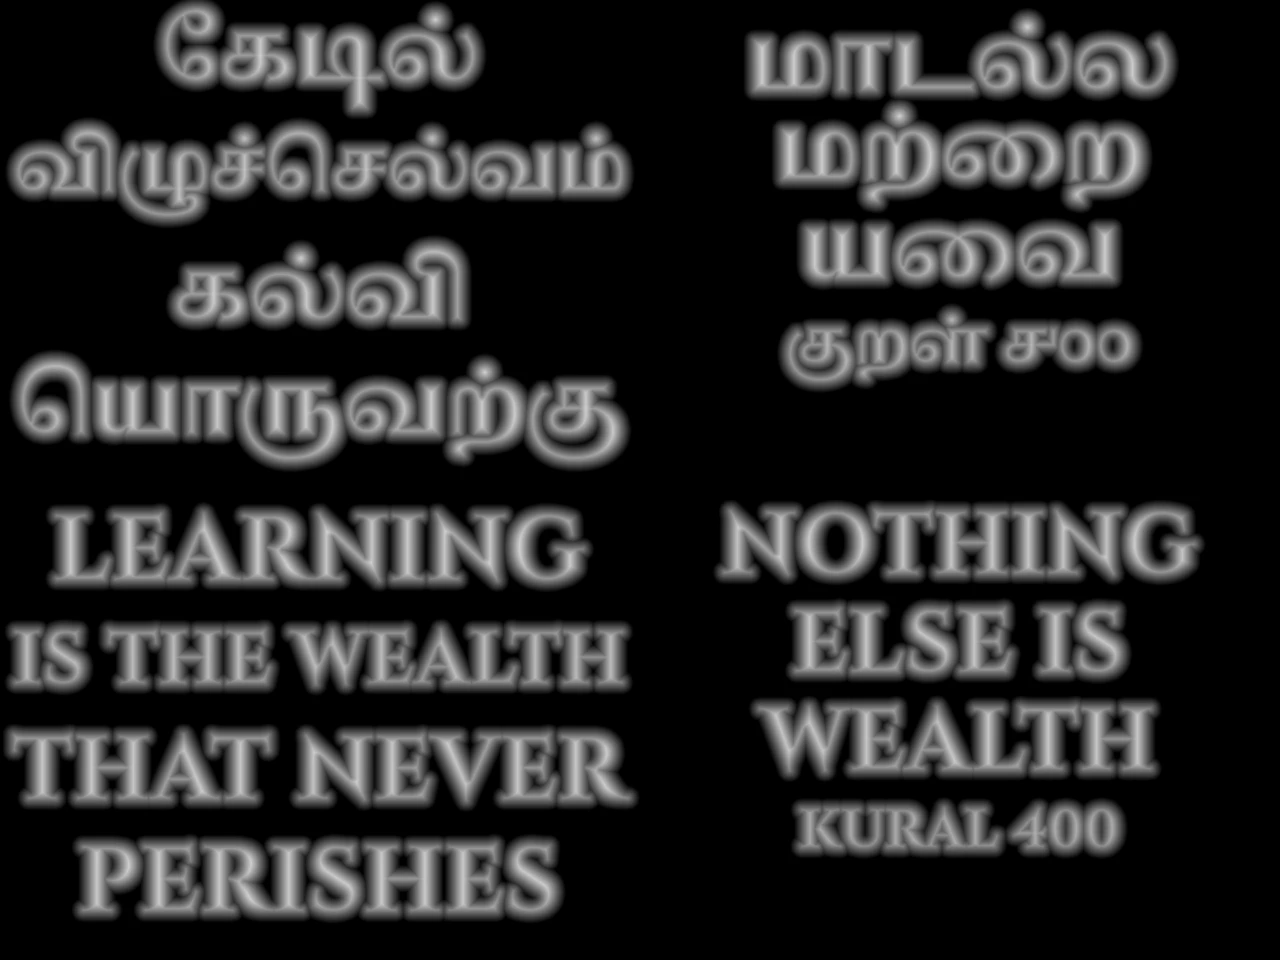 கேடில்
விழுச்செல்வம்
கல்வி
யொருவற்கு
மாடல்ல
மற்றை
யவை
குறள் ௪00
LEARNING
IS THE WEALTH
THAT NEVER
PERISHES
NOTHING
ELSE IS
WEALTH
KURAL 400